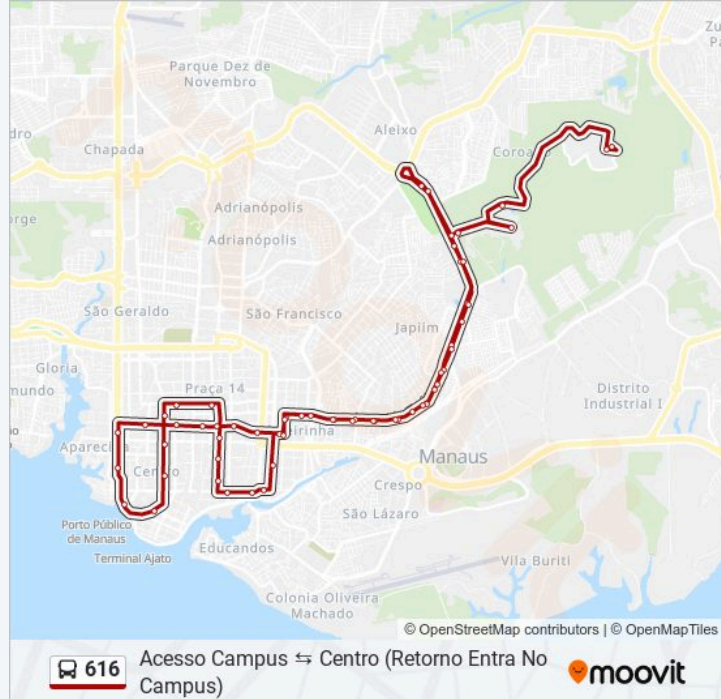 Zu
Pa
Parque Dez de
Novembro
Aleixo
dro
Chapada
Coroado
Adrianópolis
orge
Adrianópolis
São Geraldo
São Francisco
Japiim
Gloria
mundo
Praça 14
Distrito
Industrial I
eirinha
Aparecida
Manaus
Centro
Crespo
São Lázaro
Porto Público
de Manaus
Terminal Ajato
Educandos
Vila Buriti
Colonia Oliveira
Machado
© OpenStreetMap contributors | © OpenMapTiles
616
Acesso Campus ⇆ Centro (Retorno Entra No
Campus)
moovit